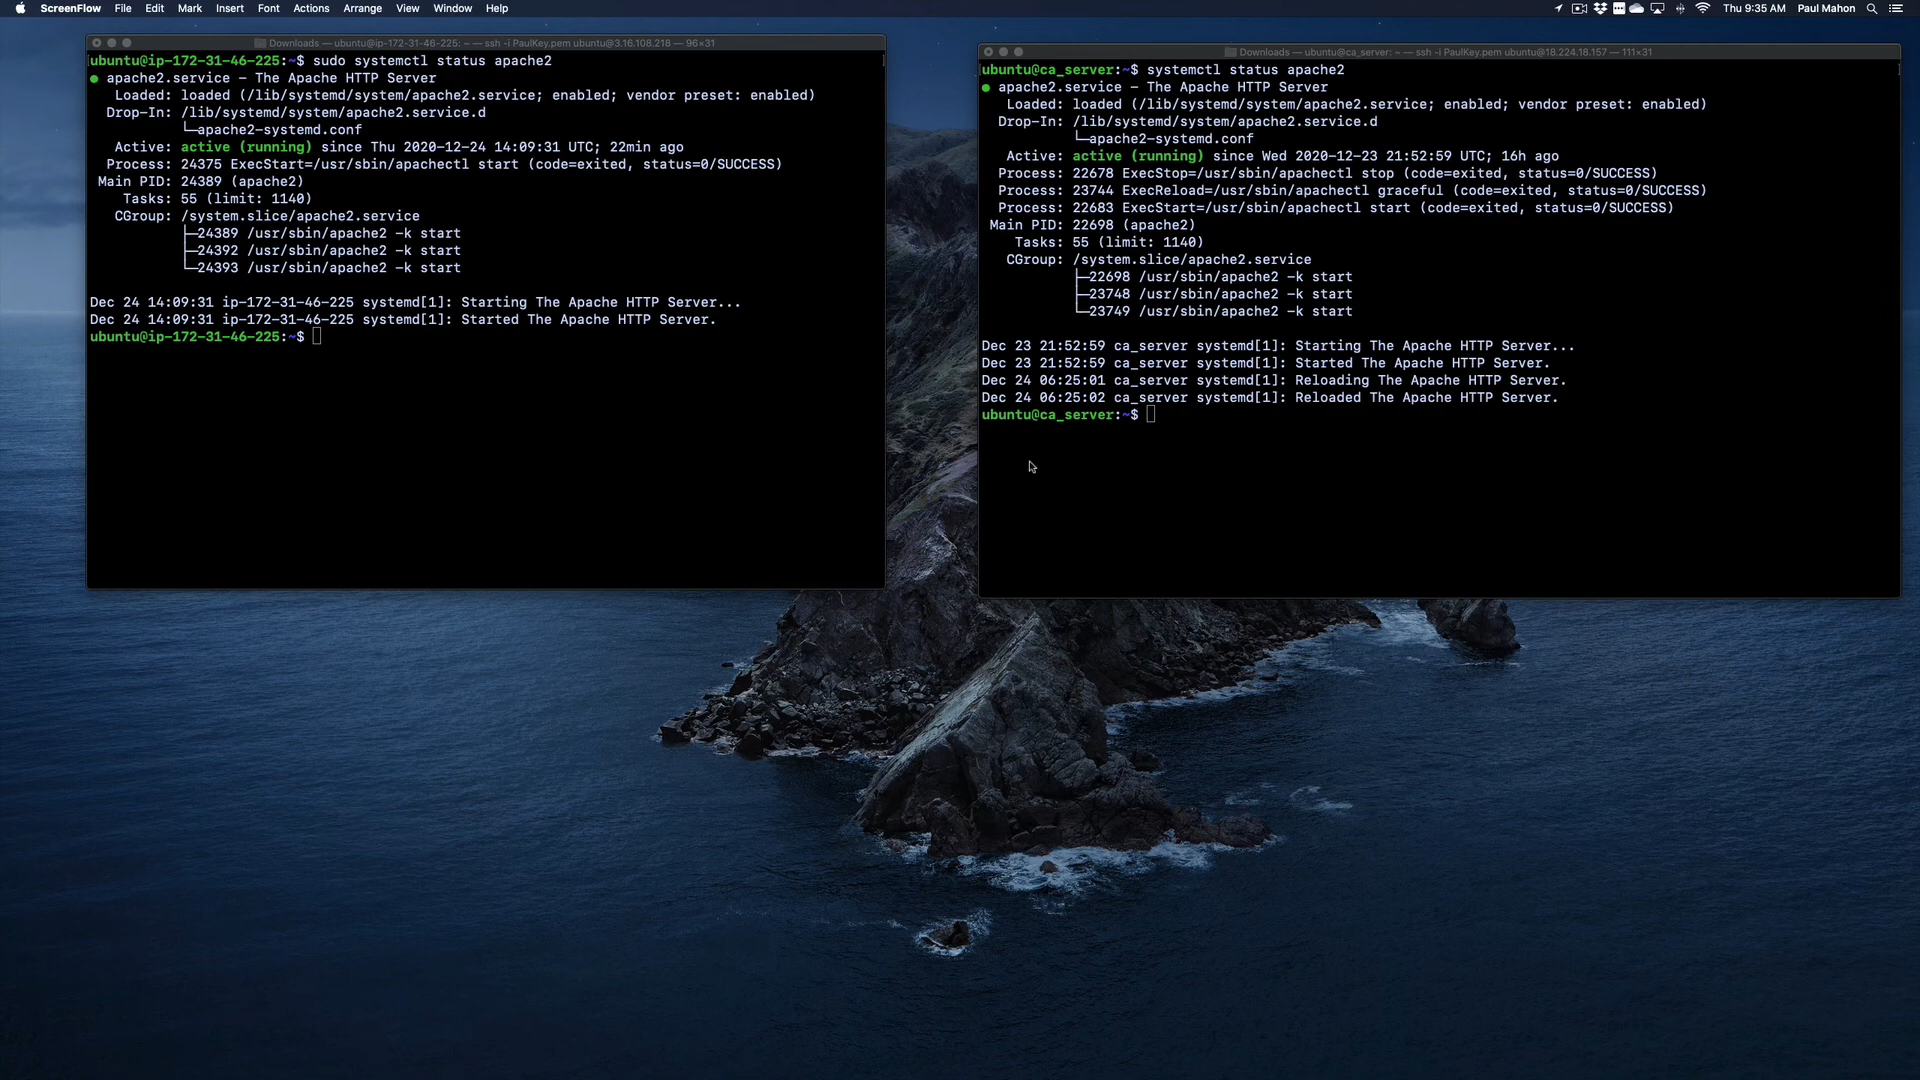 ScreenFlow File Edit Mark Insert Font Actions Arrange View Window Help Thu 9:35 AM Paul Mahon
Downloads — ubuntu@ip-172-31-46-225: ~ — ssh -i PaulKey.pem ubuntu@3.16.108.218 — 96×31
ubuntu@ip-172-31-46-225:~$ sudo systemctl status apache2
● apache2.service - The Apache HTTP Server
Loaded: loaded (/lib/systemd/system/apache2.service; enabled; vendor preset: enabled)
Drop-In: /lib/systemd/system/apache2.service.d
└─apache2-systemd.conf
Active: active (running) since Thu 2020-12-24 14:09:31 UTC; 22min ago
Process: 24375 ExecStart=/usr/sbin/apachectl start (code=exited, status=0/SUCCESS)
Main PID: 24389 (apache2)
Tasks: 55 (limit: 1140)
CGroup: /system.slice/apache2.service
├─24389 /usr/sbin/apache2 -k start
├─24392 /usr/sbin/apache2 -k start
└─24393 /usr/sbin/apache2 -k start
Dec 24 14:09:31 ip-172-31-46-225 systemd[1]: Starting The Apache HTTP Server...
Dec 24 14:09:31 ip-172-31-46-225 systemd[1]: Started The Apache HTTP Server.
ubuntu@ip-172-31-46-225:~$
Downloads — ubuntu@ca_server: ~ — ssh -i PaulKey.pem ubuntu@18.224.18.157 — 111×31
ubuntu@ca_server:~$ systemctl status apache2
● apache2.service - The Apache HTTP Server
Loaded: loaded (/lib/systemd/system/apache2.service; enabled; vendor preset: enabled)
Drop-In: /lib/systemd/system/apache2.service.d
└─apache2-systemd.conf
Active: active (running) since Wed 2020-12-23 21:52:59 UTC; 16h ago
Process: 22678 ExecStop=/usr/sbin/apachectl stop (code=exited, status=0/SUCCESS)
Process: 23744 ExecReload=/usr/sbin/apachectl graceful (code=exited, status=0/SUCCESS)
Process: 22683 ExecStart=/usr/sbin/apachectl start (code=exited, status=0/SUCCESS)
Main PID: 22698 (apache2)
Tasks: 55 (limit: 1140)
CGroup: /system.slice/apache2.service
├─22698 /usr/sbin/apache2 -k start
├─23748 /usr/sbin/apache2 -k start
└─23749 /usr/sbin/apache2 -k start
Dec 23 21:52:59 ca_server systemd[1]: Starting The Apache HTTP Server...
Dec 23 21:52:59 ca_server systemd[1]: Started The Apache HTTP Server.
Dec 24 06:25:01 ca_server systemd[1]: Reloading The Apache HTTP Server.
Dec 24 06:25:02 ca_server systemd[1]: Reloaded The Apache HTTP Server.
ubuntu@ca_server:~$